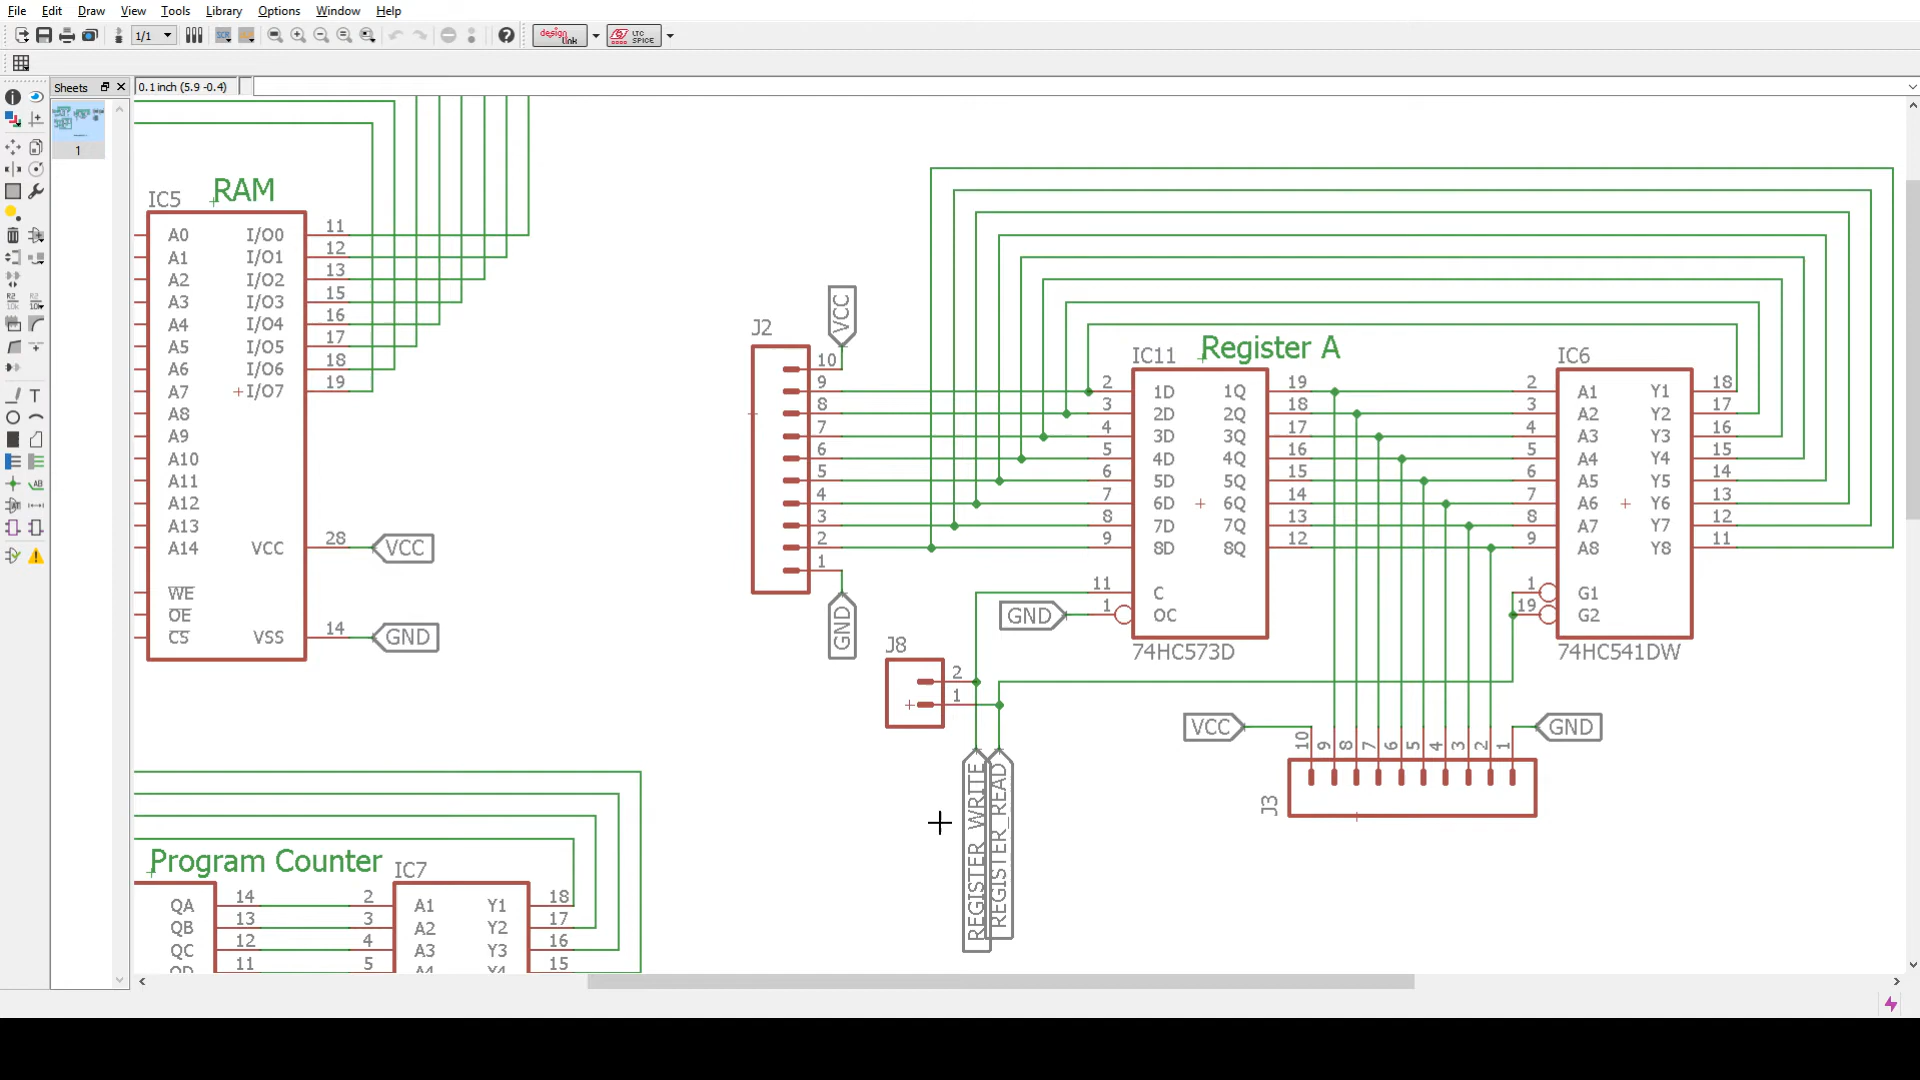 File Edit Draw View Tools Library Options Window Help
1/1 SCR design link LTC SPICE
Sheets 0.1 inch (5.9 -0.4)
1
IC5 RAM
A0 I/O0 11
A1 I/O1 12
A2 I/O2 13
A3 I/O3 15
A4 I/O4 16
A5 I/O5 17
A6 I/O6 18
A7 I/O7 19
A8
A9
A10
A11
A12
A13
A14 VCC 28 VCC
WE
OE
CS VSS 14 GND
J2 VCC
10
9
8
7
6
5
4
3
2
1
GND
IC11 Register A
2 1D 1Q 19
3 2D 2Q 18
4 3D 3Q 17
5 4D 4Q 16
6 5D 5Q 15
7 6D 6Q 14
8 7D 7Q 13
9 8D 8Q 12
11 C
GND 1 OC
74HC573D
IC6
2 A1 Y1 18
3 A2 Y2 17
4 A3 Y3 16
5 A4 Y4 15
6 A5 Y5 14
7 A6 Y6 13
8 A7 Y7 12
9 A8 Y8 11
1 G1
19 G2
74HC541DW
J8
2
1
REGISTER_WRITE
REGISTER_READ
VCC 10 9 8 7 6 5 4 3 2 1 GND
J3
Program Counter IC7
QA 14 2 A1 Y1 18
QB 13 3 A2 Y2 17
QC 12 4 A3 Y3 16
QD 11 5 A4 Y4 15